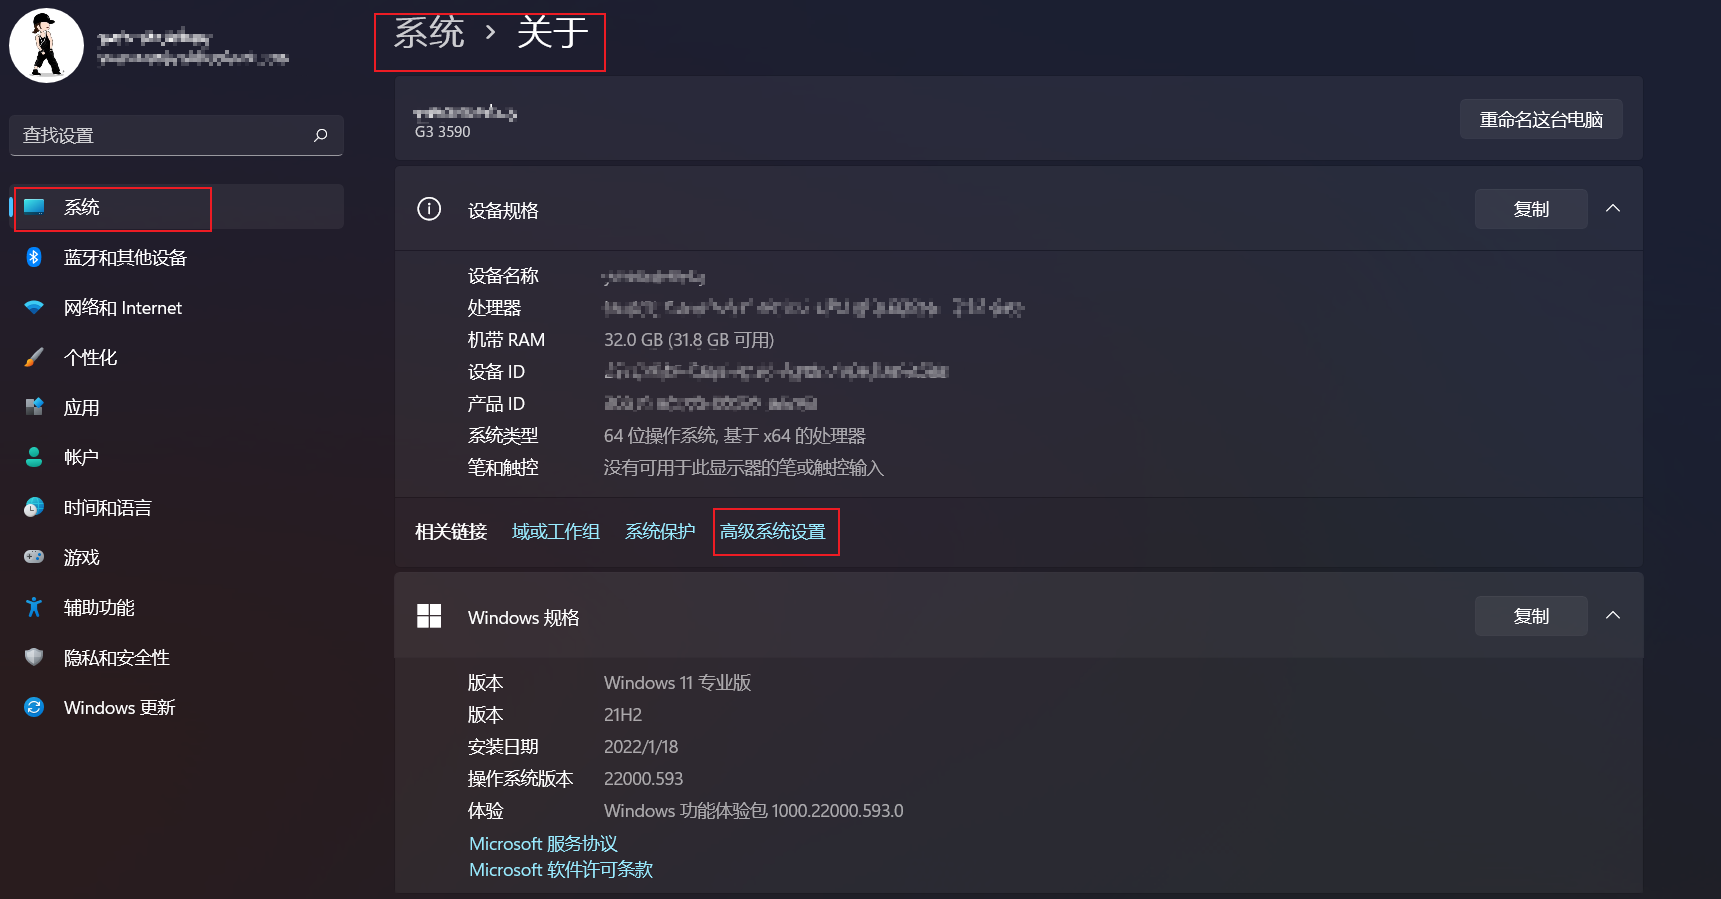 系统 › 关于
查找设置
系统
蓝牙和其他设备
网络和 Internet
个性化
应用
帐户
时间和语言
游戏
辅助功能
隐私和安全性
Windows 更新
G3 3590
重命名这台电脑
设备规格
复制
设备名称
处理器
机带 RAM 32.0 GB (31.8 GB 可用)
设备 ID
产品 ID
系统类型 64 位操作系统, 基于 x64 的处理器
笔和触控 没有可用于此显示器的笔或触控输入
相关链接 域或工作组 系统保护 高级系统设置
Windows 规格
复制
版本 Windows 11 专业版
版本 21H2
安装日期 2022/1/18
操作系统版本 22000.593
体验 Windows 功能体验包 1000.22000.593.0
Microsoft 服务协议
Microsoft 软件许可条款